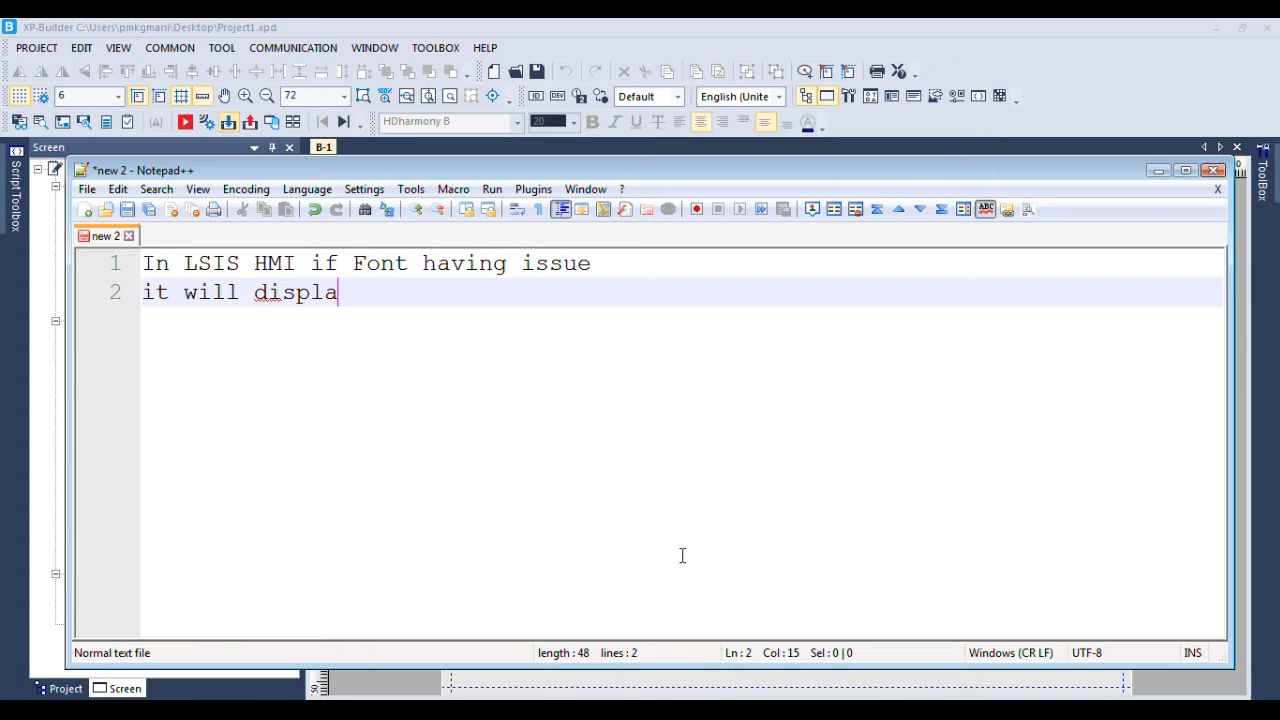 XP-Builder C:\Users\pmkgmani\Desktop\Project1.xpd
PROJECT EDIT VIEW COMMON TOOL COMMUNICATION WINDOW TOOLBOX HELP
6 72 Default English (Unite
HDharmony B 20
Screen B-1
Script Toolbox
ToolBox
*new 2 - Notepad++
File Edit Search View Encoding Language Settings Tools Macro Run Plugins Window ? X
new 2
1 In LSIS HMI if Font having issue
2 it will displa
Normal text file length : 48 lines : 2 Ln : 2 Col : 15 Sel : 0 | 0 Windows (CR LF) UTF-8 INS
Project Screen
50